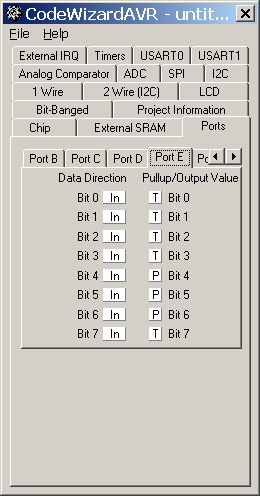 CodeWizardAVR - untit...
File Help
External IRQ Timers USART0 USART1
Analog Comparator ADC SPI I2C
1 Wire 2 Wire (I2C) LCD
Bit-Banged Project Information
Chip External SRAM Ports
Port B Port C Port D Port E
Data Direction Pullup/Output Value
Bit 0 In T Bit 0
Bit 1 In T Bit 1
Bit 2 In T Bit 2
Bit 3 In T Bit 3
Bit 4 In P Bit 4
Bit 5 In P Bit 5
Bit 6 In P Bit 6
Bit 7 In T Bit 7